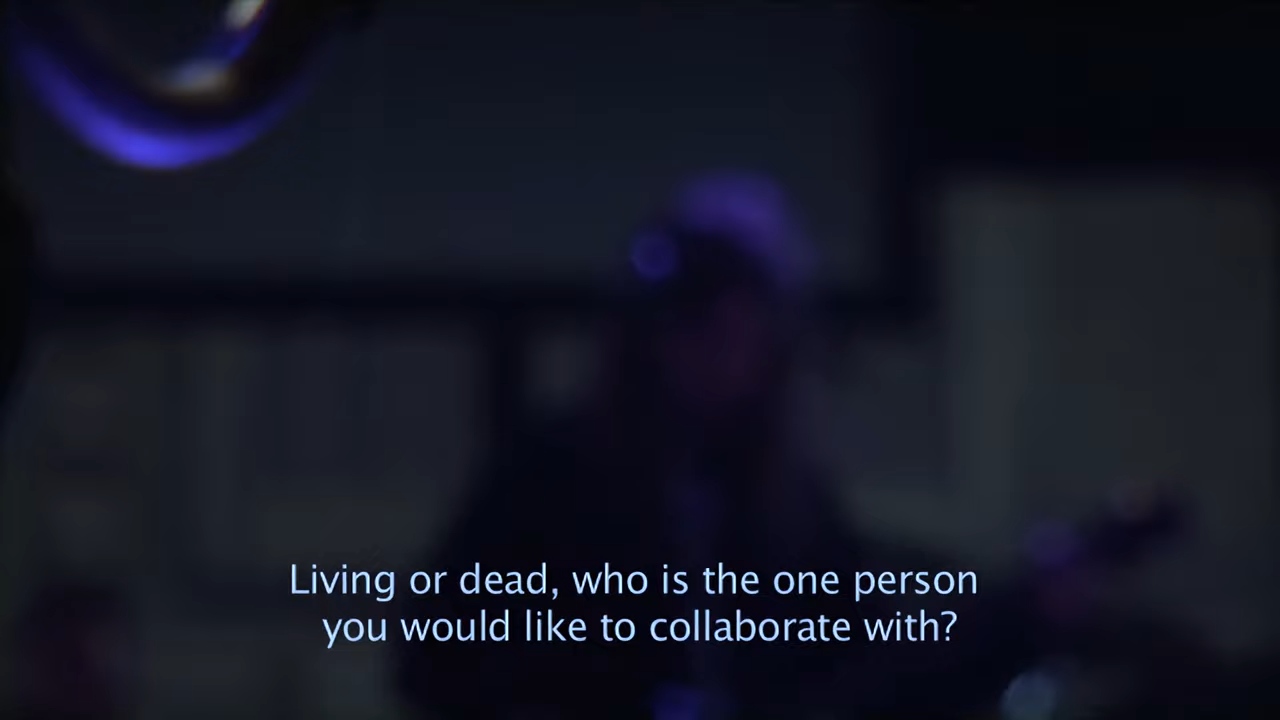 Living or dead, who is the one person
you would like to collaborate with?